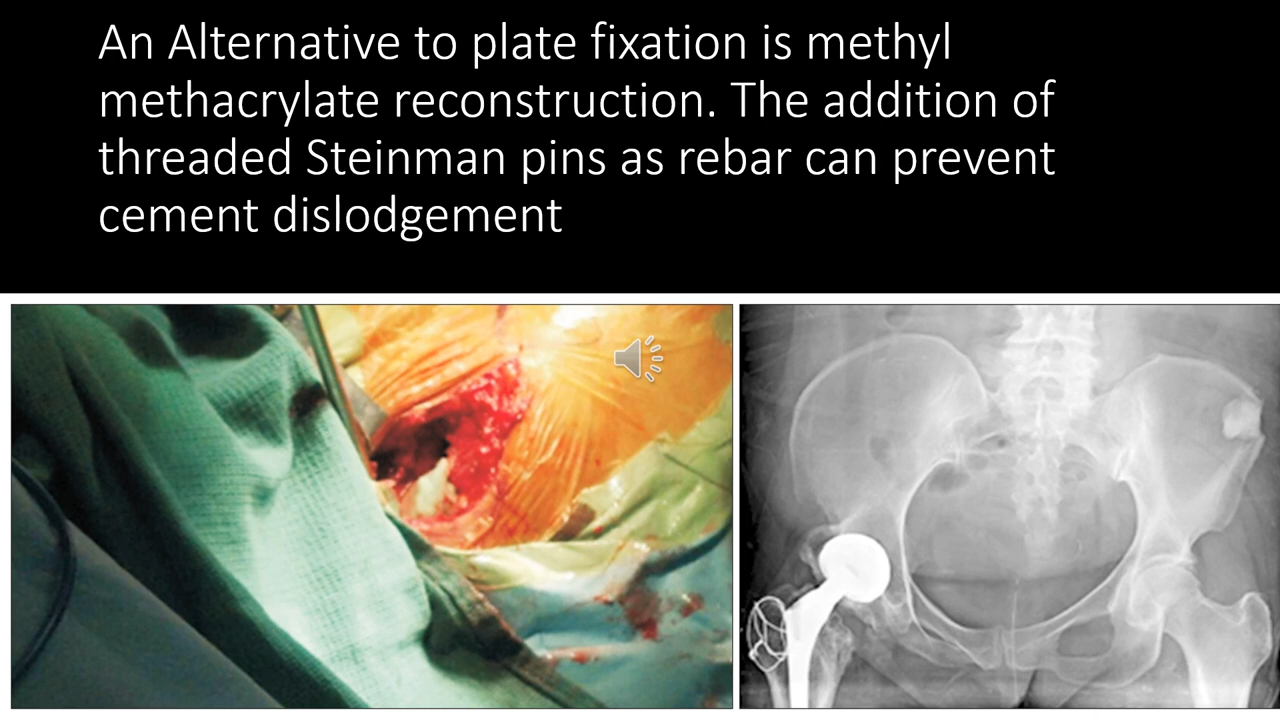 An Alternative to plate fixation is methyl
methacrylate reconstruction. The addition of
threaded Steinman pins as rebar can prevent
cement dislodgement